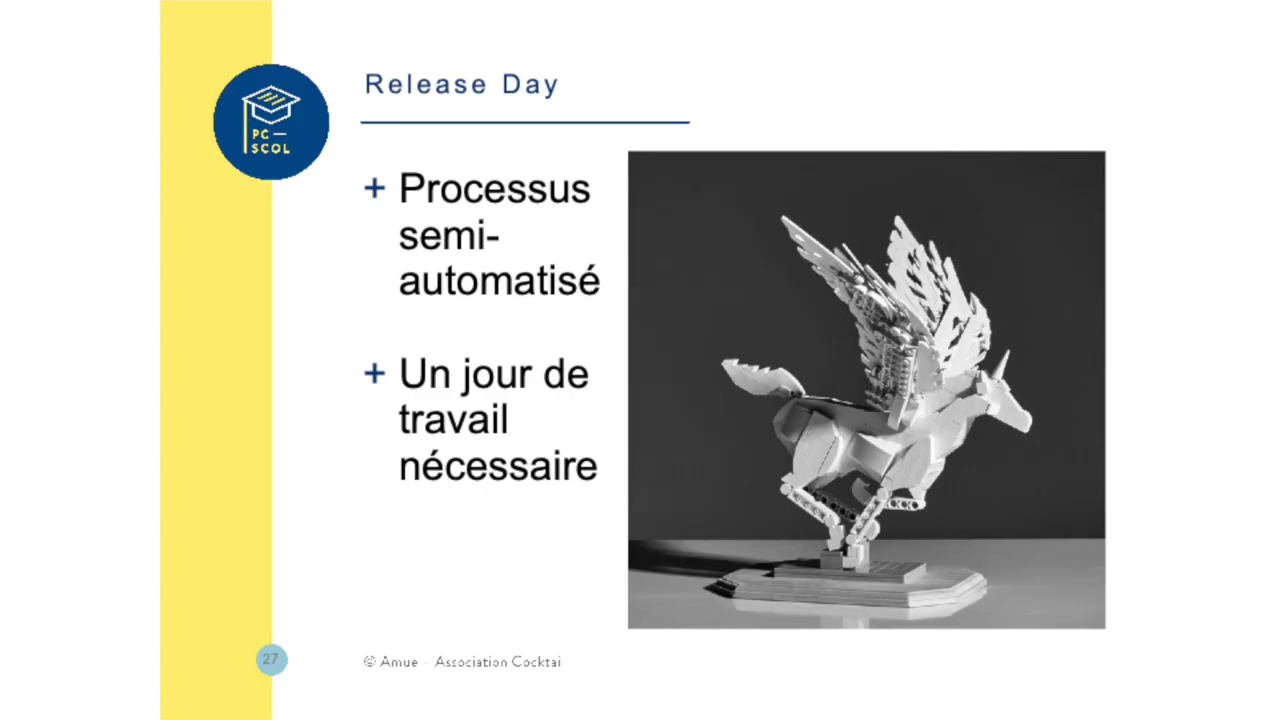 PC —
SCOL
Release Day
+ Processus
semi-
automatisé
+ Un jour de
travail
nécessaire
27
© Amue - Association Cocktai